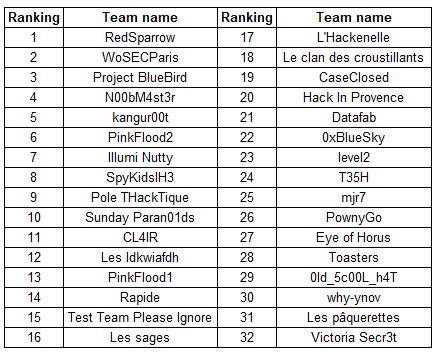 Ranking Team name Ranking Team name
1 RedSparrow 17 L'Hackenelle
2 WoSECParis 18 Le clan des croustillants
3 Project BlueBird 19 CaseClosed
4 N00bM4st3r 20 Hack In Provence
5 kangur00t 21 Datafab
6 PinkFlood2 22 0xBlueSky
7 Illumi Nutty 23 level2
8 SpyKidsIH3 24 T35H
9 Pole THackTique 25 mjr7
10 Sunday Paran01ds 26 PownyGo
11 CL4IR 27 Eye of Horus
12 Les Idkwiafdh 28 Toasters
13 PinkFlood1 29 0ld_5c00L_h4T
14 Rapide 30 why-ynov
15 Test Team Please Ignore 31 Les pâquerettes
16 Les sages 32 Victoria Secr3t